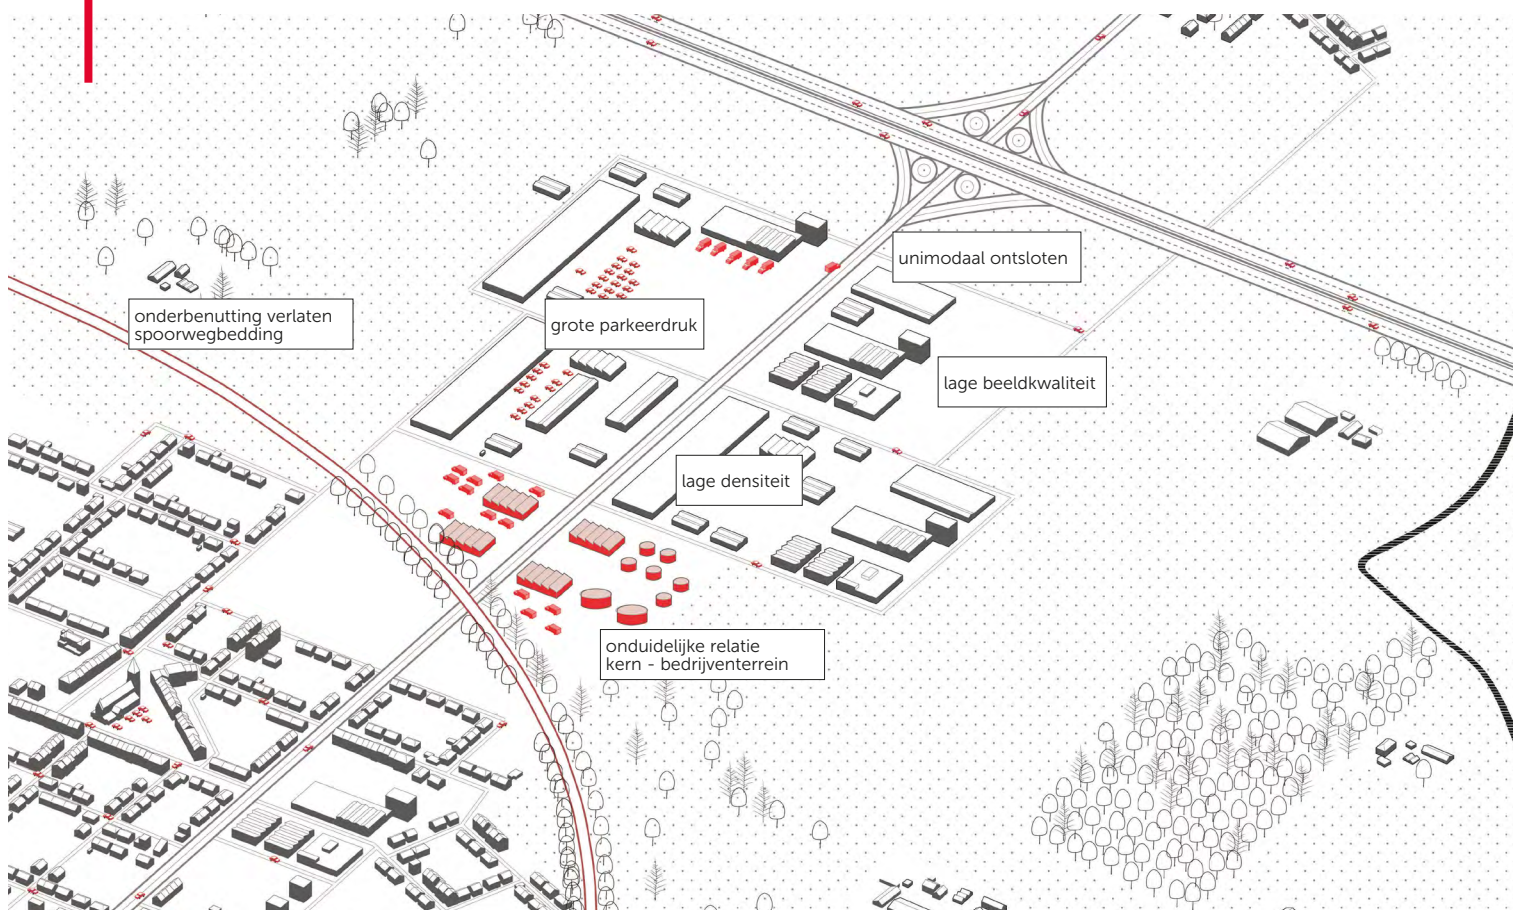 unimodaal ontsloten
onderbenutting verlaten
spoorwegbedding
grote parkeerdruk
lage beeldkwaliteit
lage densiteit
onduidelijke relatie
kern - bedrijventerrein